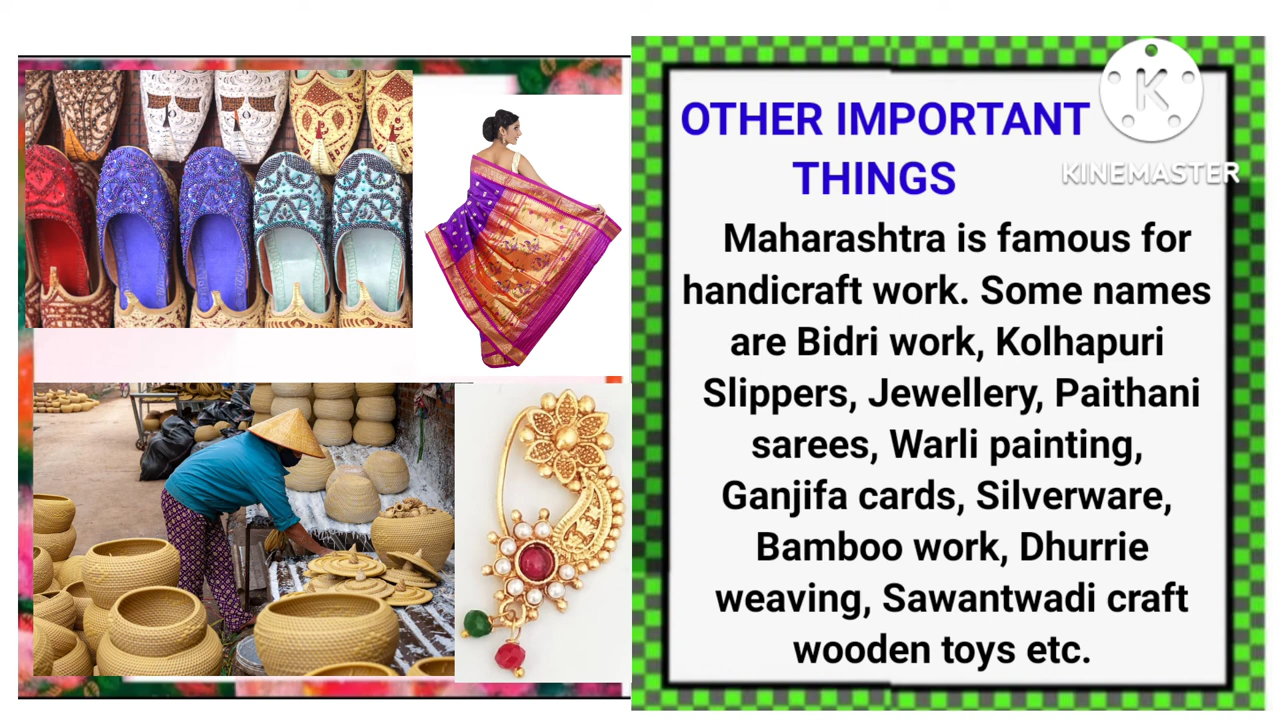 OTHER IMPORTANT
THINGS
Maharashtra is famous for
handicraft work. Some names
are Bidri work, Kolhapuri
Slippers, Jewellery, Paithani
sarees, Warli painting,
Ganjifa cards, Silverware,
Bamboo work, Dhurrie
weaving, Sawantwadi craft
wooden toys etc.
K
KINEMASTER